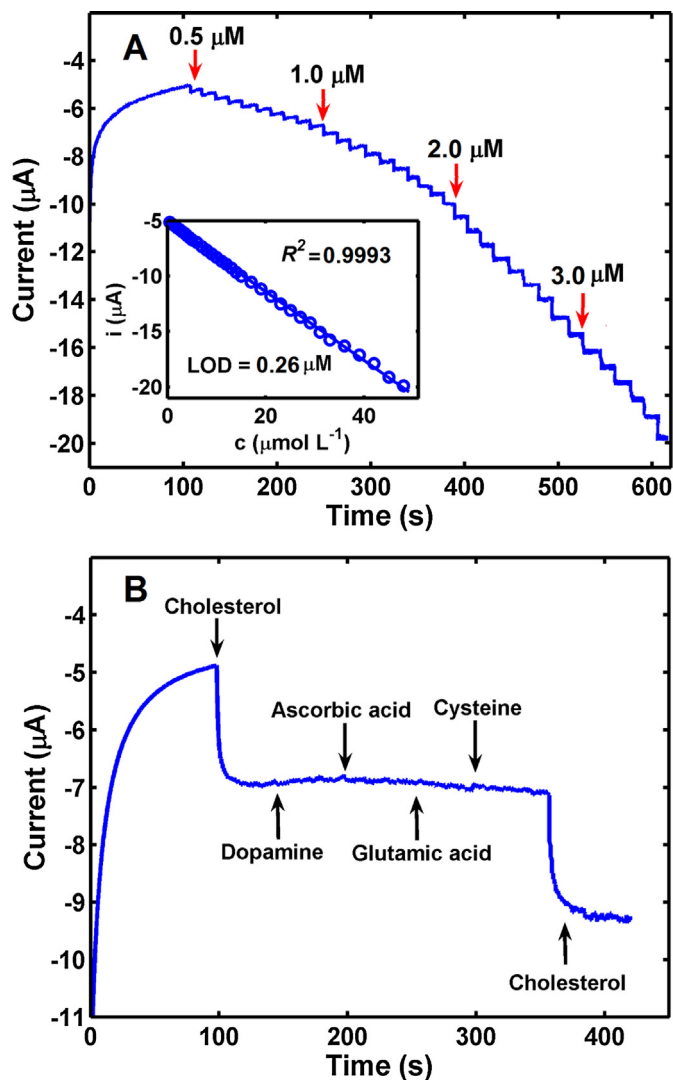 A
0.5 μM
1.0 μM
2.0 μM
3.0 μM
-4
-6
-8
-10
-12
-14
-16
-18
-20
Current (μA)
-5
-10
-15
-20
i (μA)
R² = 0.9993
LOD = 0.26 μM
0 20 40
c (μmol L⁻¹)
0 100 200 300 400 500 600
Time (s)
B
Cholesterol
Ascorbic acid
Cysteine
Dopamine
Glutamic acid
Cholesterol
-4
-5
-6
-7
-8
-9
-10
-11
Current (μA)
0 100 200 300 400
Time (s)